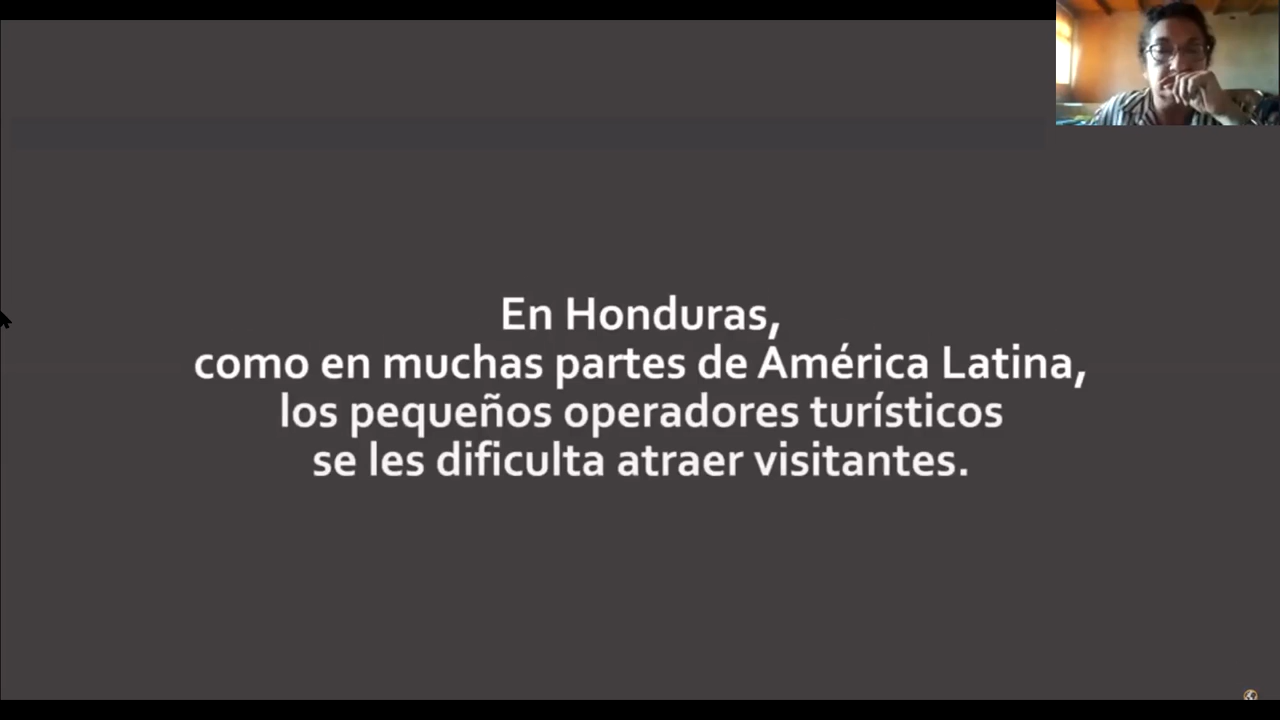 En Honduras,
como en muchas partes de América Latina,
los pequeños operadores turísticos
se les dificulta atraer visitantes.